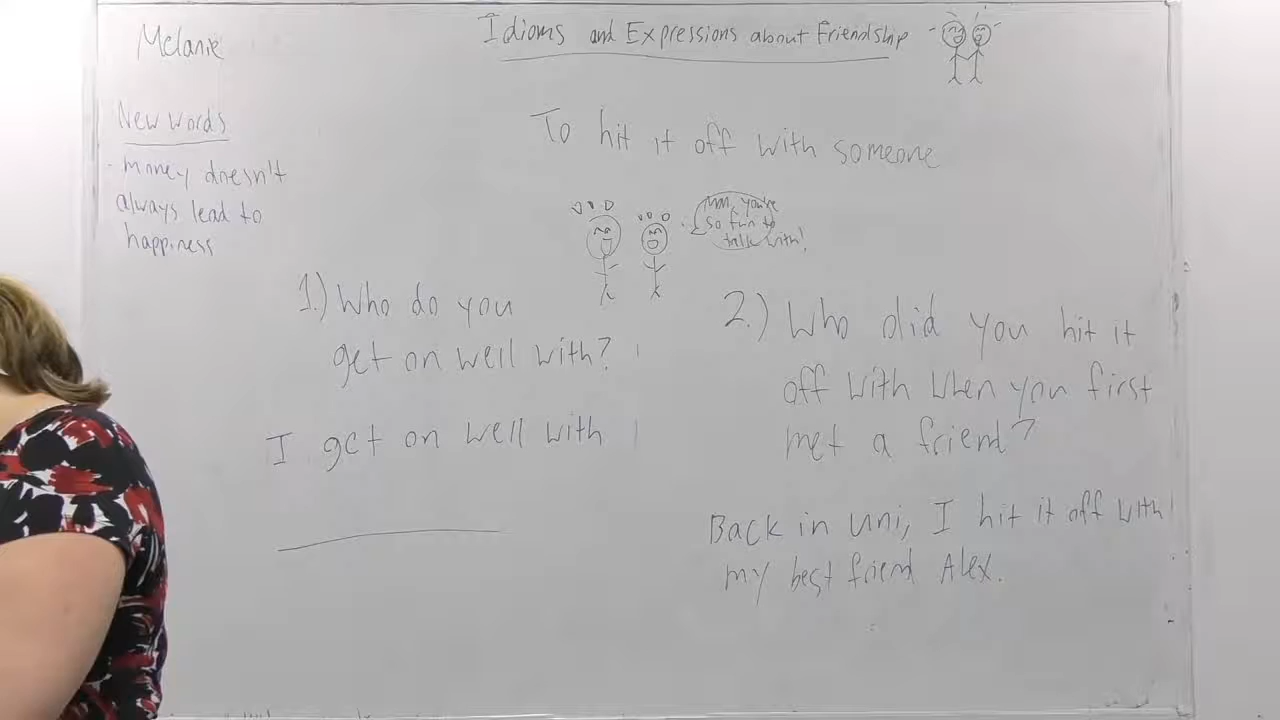 Melanie
Idioms and Expressions about Friendship
New words
- money doesn't
always lead to
happiness
To hit it off with someone
you're
so fun to
talk with!
1.) Who do you
get on well with?
I get on well with
2.) Who did you hit it
off with when you first
met a friend?
Back in uni, I hit it off with
my best friend Alex.